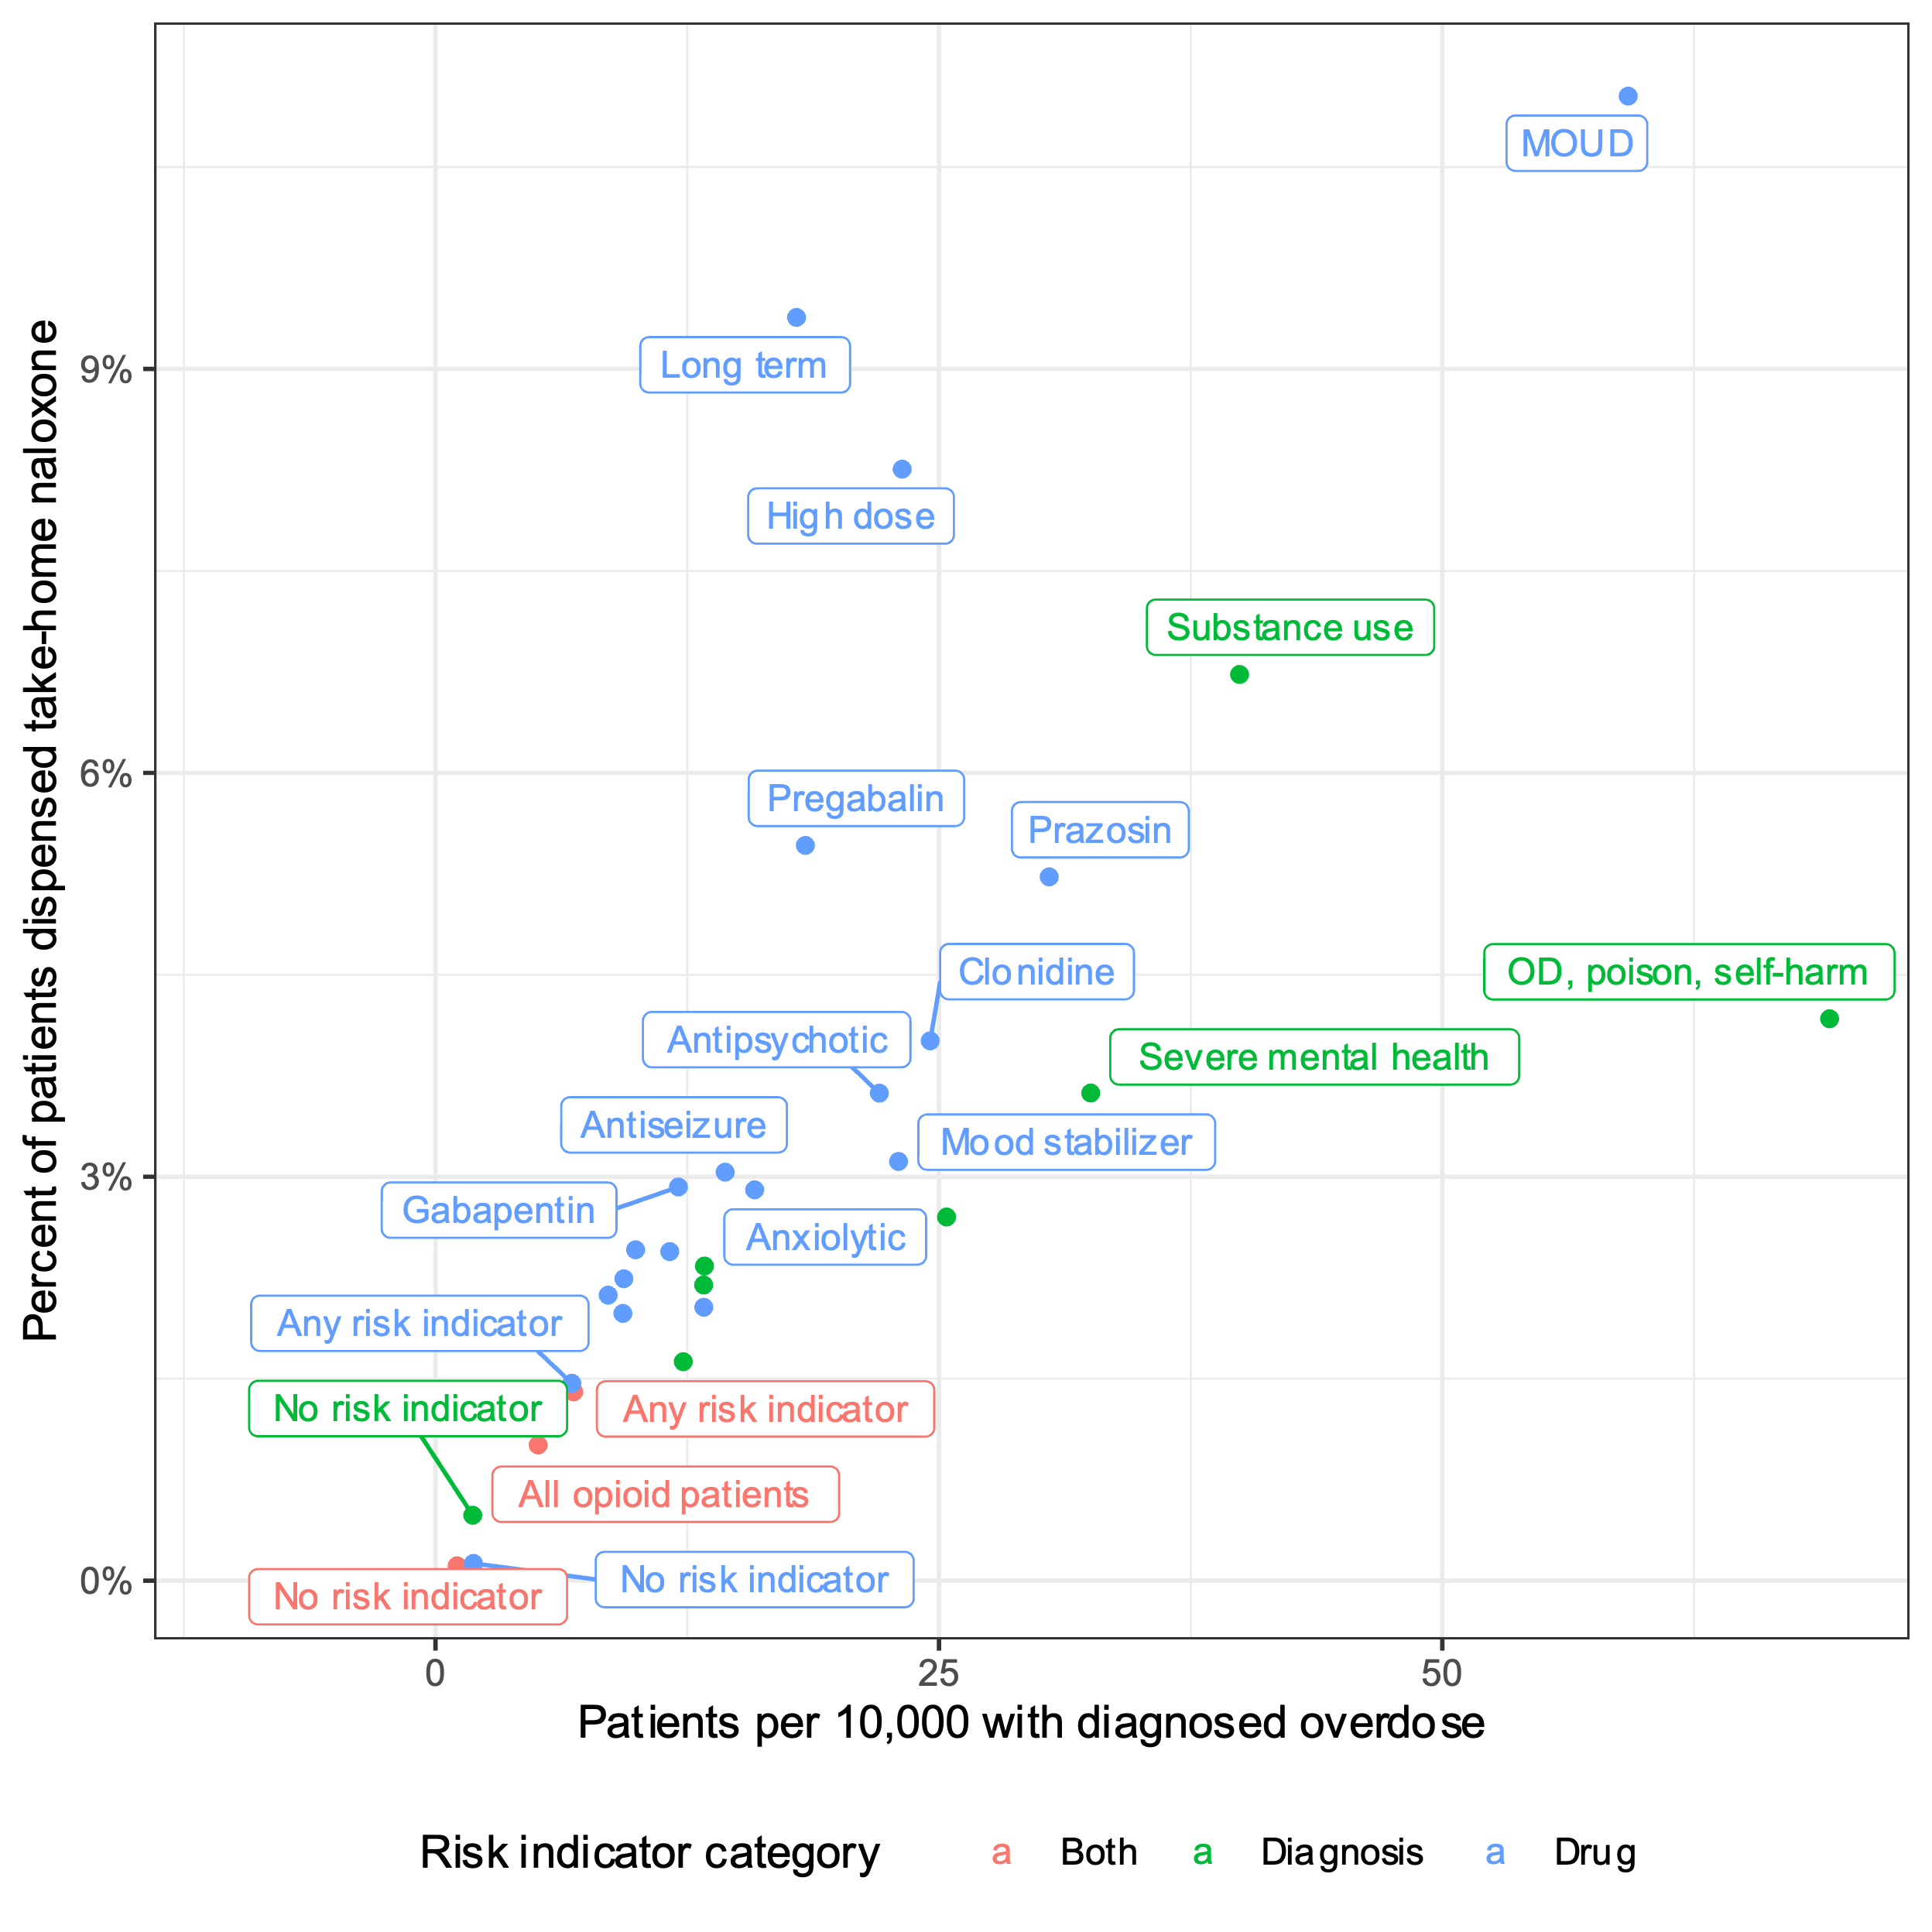 MOUD
Long term
9%
High dose
Substance use
6%
Pregabalin
Prazosin
Clonidine
OD, poison, self-harm
Antipsychotic
Severe mental health
Antiseizure
Mood stabilizer
3%
Gabapentin
Anxiolytic
Any risk indicator
No risk indicator
Any risk indicator
All opioid patients
No risk indicator
0%
No risk indicator
Percent of patients dispensed take-home naloxone
0
25
50
Patients per 10,000 with diagnosed overdose
Risk indicator category
a Both
a Diagnosis
a Drug